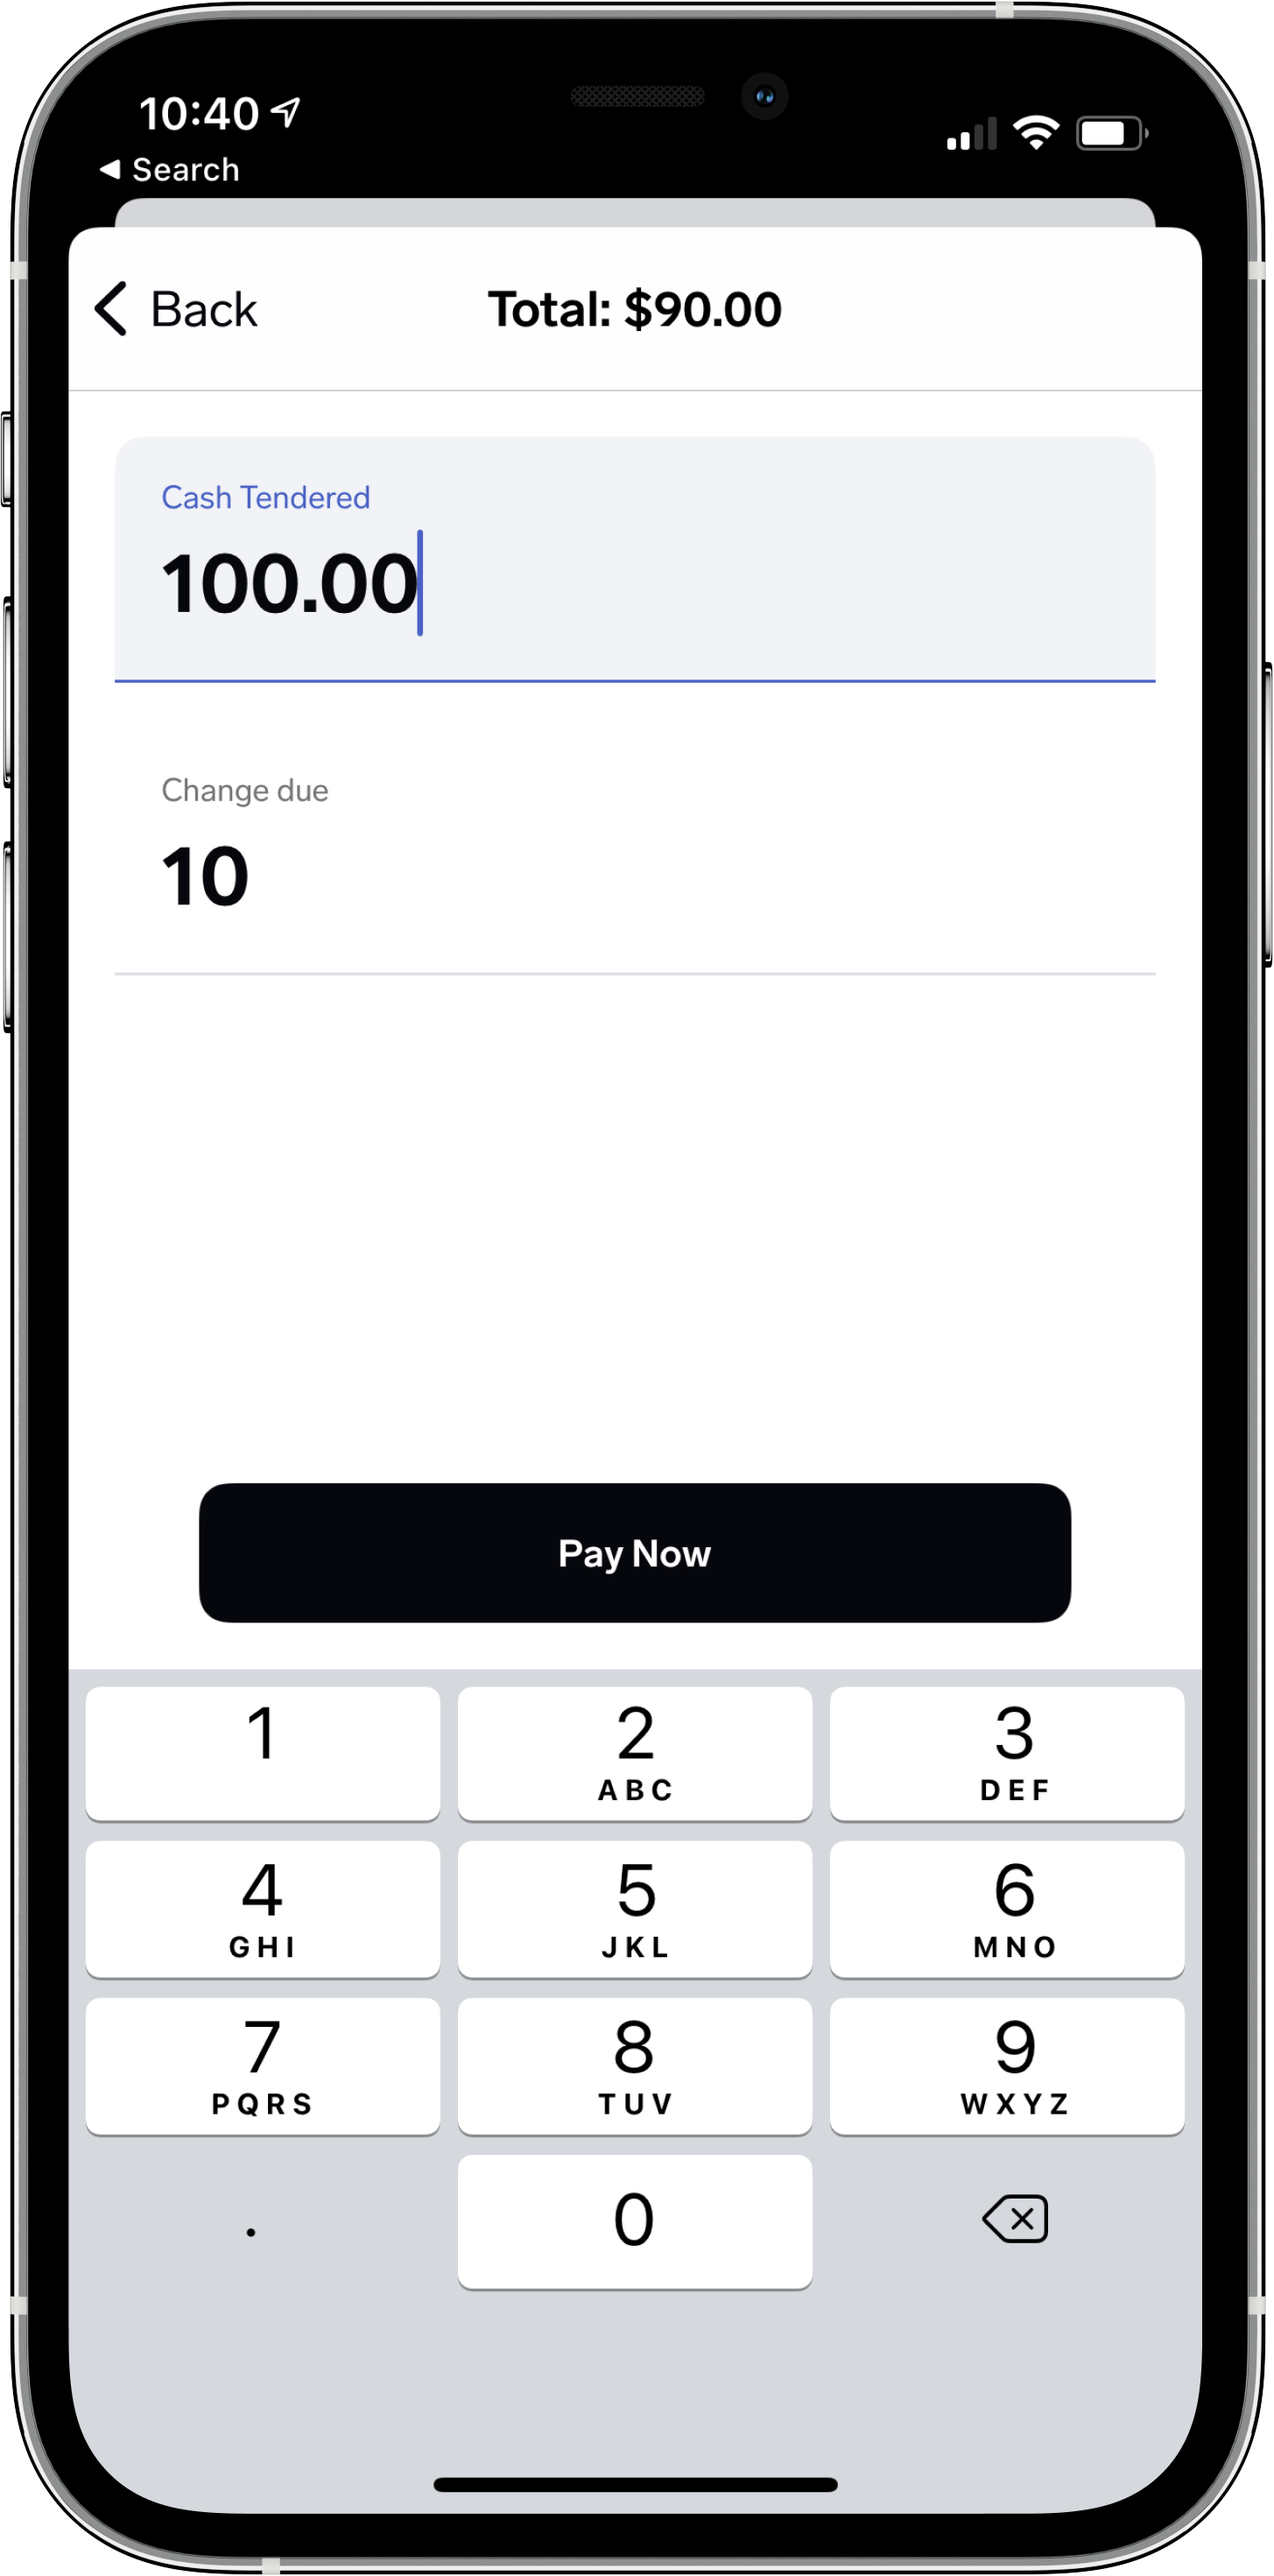 10:40
Search
Back
Total: $90.00
Cash Tendered
100.00
Change due
10
Pay Now
1
2
ABC
3
DEF
4
GHI
5
JKL
6
MNO
7
PQRS
8
TUV
9
WXYZ
.
0